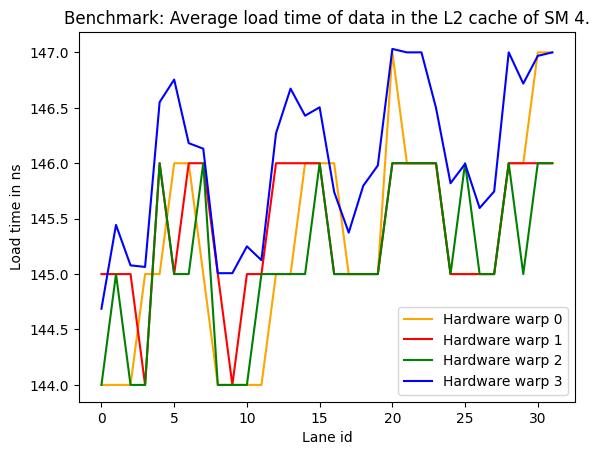 Benchmark: Average load time of data in the L2 cache of SM 4.
147.0
146.5
146.0
145.5
145.0
144.5
144.0
Load time in ns
Hardware warp 0
Hardware warp 1
Hardware warp 2
Hardware warp 3
0 5 10 15 20 25 30
Lane id